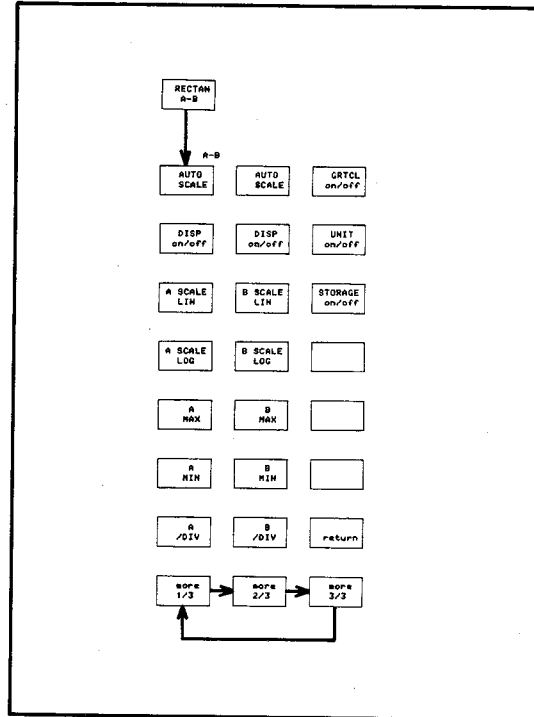 RECTAN
A-B
A-B
AUTO
SCALE
AUTO
SCALE
GRTCL
on/off
DISP
on/off
DISP
on/off
UNIT
on/off
A SCALE
LIN
B SCALE
LIN
STORAGE
on/off
A SCALE
LOG
B SCALE
LOG
A
MAX
B
MAX
A
MIN
B
MIN
A
/DIV
B
/DIV
return
more
1/3
more
2/3
more
3/3